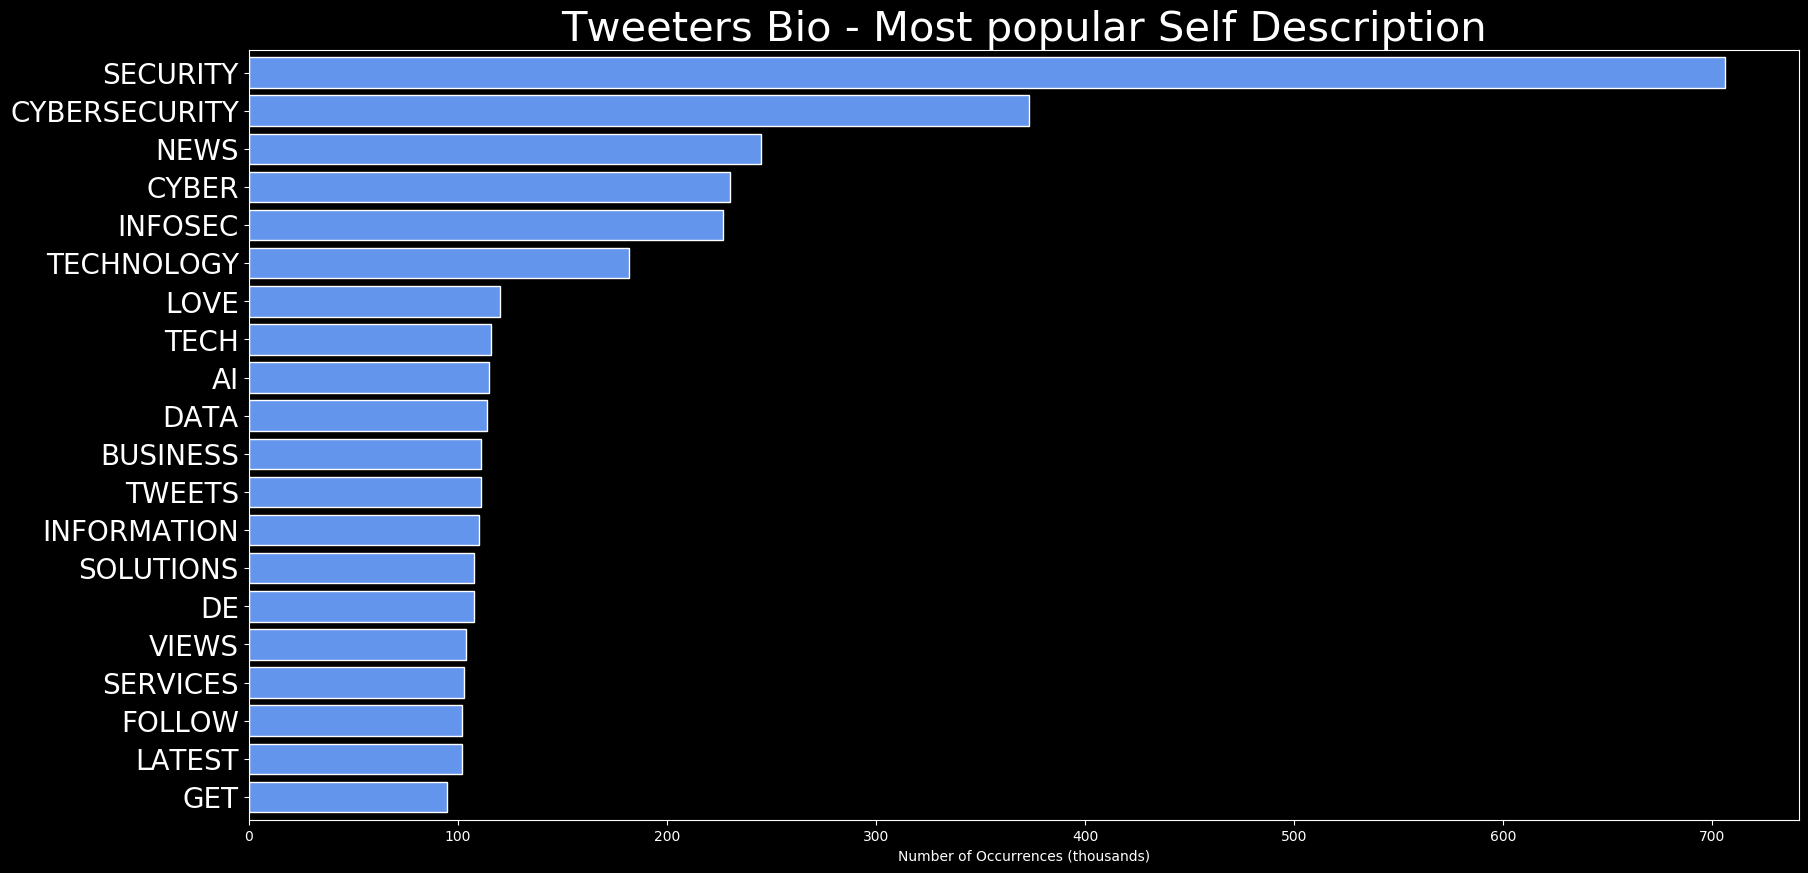 Tweeters Bio - Most popular Self Description
SECURITY
CYBERSECURITY
NEWS
CYBER
INFOSEC
TECHNOLOGY
LOVE
TECH
AI
DATA
BUSINESS
TWEETS
INFORMATION
SOLUTIONS
DE
VIEWS
SERVICES
FOLLOW
LATEST
GET
0 100 200 300 400 500 600 700
Number of Occurrences (thousands)